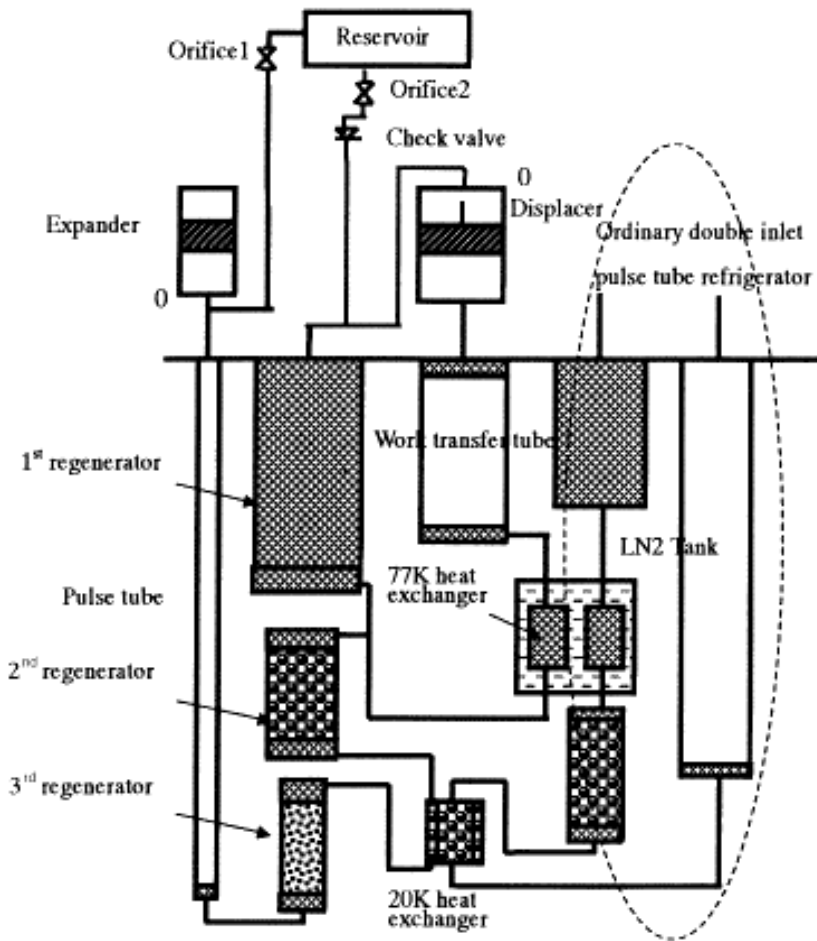 Reservoir
Orifice1
Orifice2
Check valve
0
Expander
Displacer
Ordinary double inlet
0
pulse tube refrigerator
Work transfer tube
1st regenerator
LN2 Tank
77K heat
exchanger
Pulse tube
2nd regenerator
3rd regenerator
20K heat
exchanger